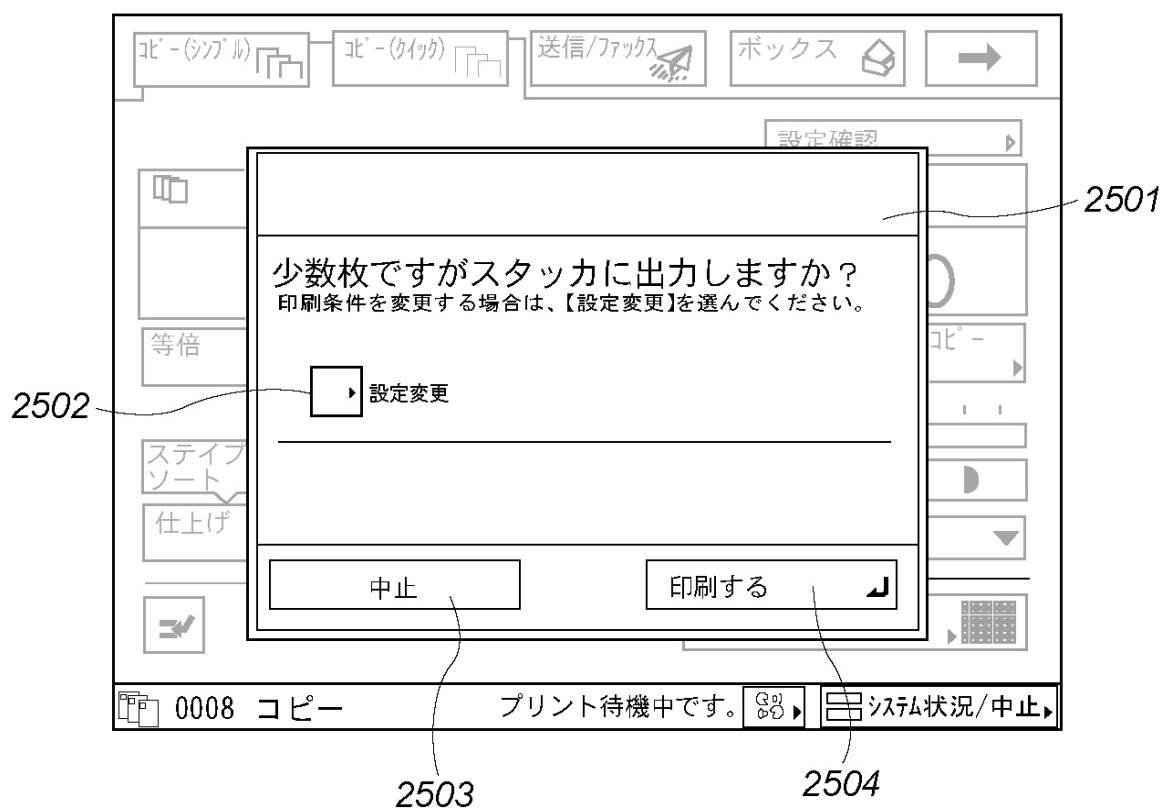 コピー(シンプル)
コピー(クイック)
送信/ファックス
ボックス
設定確認
2501
少数枚ですがスタッカに出力しますか?
印刷条件を変更する場合は、【設定変更】を選んでください。
等倍
コピー
2502
設定変更
ステイプ
ソート
仕上げ
中止
印刷する
0008 コピー
プリント待機中です。
システム状況/中止
2503
2504